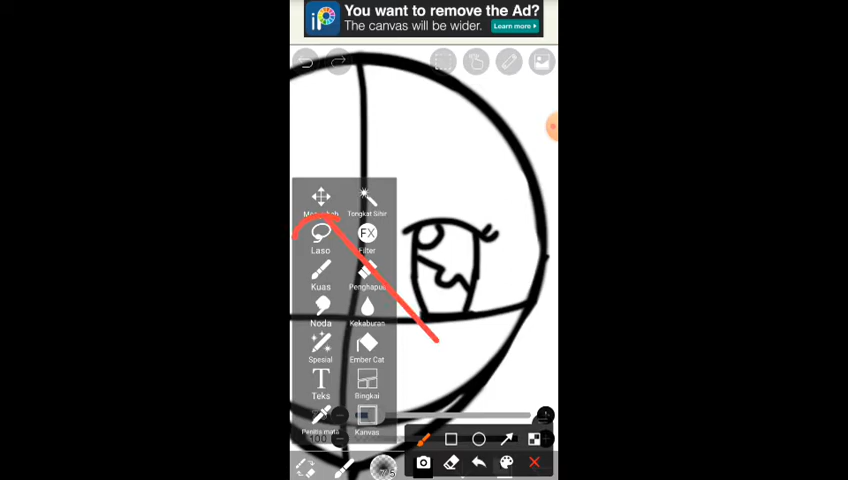 You want to remove the Ad?
The canvas will be wider.
Learn more
Tongkat Sihir
FX
Laso
Filter
Kuas
Penghapus
Noda
Kekaburan
Spesial
Ember Cat
T
Teks
Bingkai
Kanvas